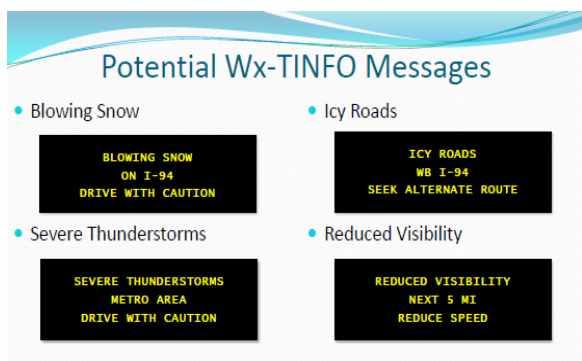 Potential Wx-TINFO Messages
• Blowing Snow
BLOWING SNOW
ON I-94
DRIVE WITH CAUTION
• Icy Roads
ICY ROADS
WB I-94
SEEK ALTERNATE ROUTE
• Severe Thunderstorms
SEVERE THUNDERSTORMS
METRO AREA
DRIVE WITH CAUTION
• Reduced Visibility
REDUCED VISIBILITY
NEXT 5 MI
REDUCE SPEED